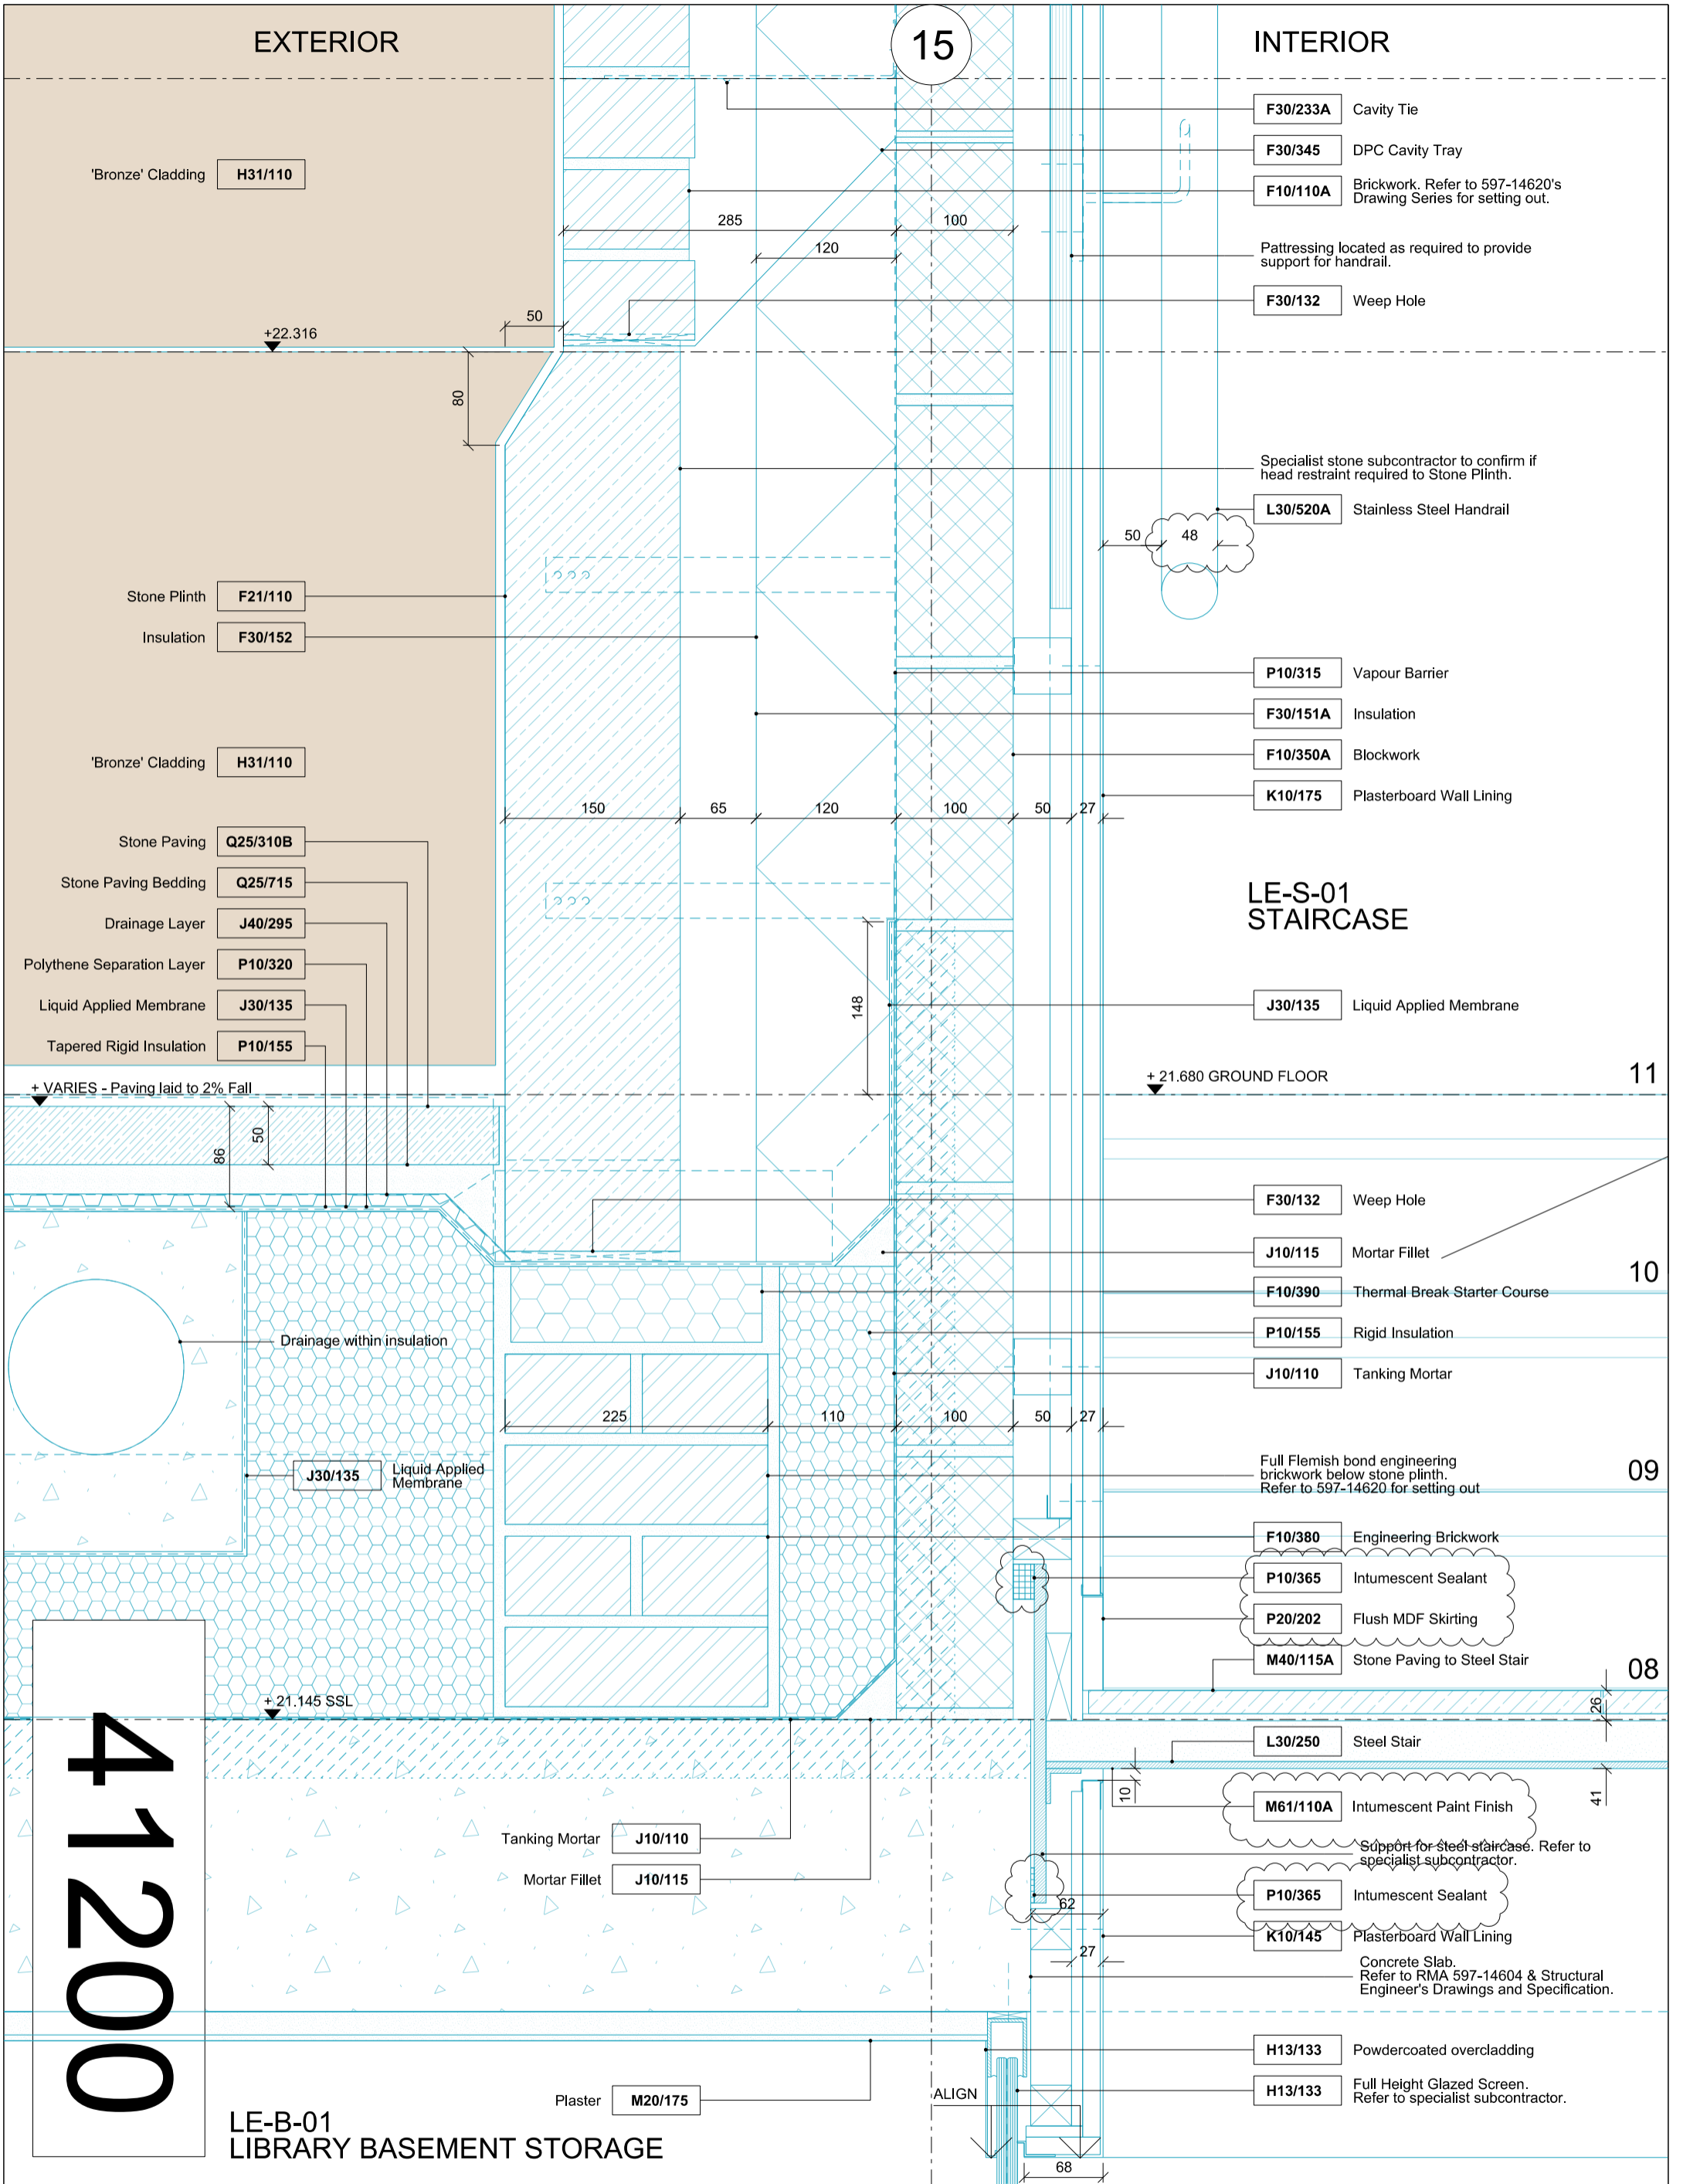 EXTERIOR
15
INTERIOR
'Bronze' Cladding H31/110
F30/233A Cavity Tie
F30/345 DPC Cavity Tray
F10/110A Brickwork. Refer to 597-14620's
Drawing Series for setting out.
285
100
120
Pattressing located as required to provide
support for handrail.
F30/132 Weep Hole
50
+22.316
80
Specialist stone subcontractor to confirm if
head restraint required to Stone Plinth.
L30/520A Stainless Steel Handrail
50
48
Stone Plinth F21/110
Insulation F30/152
P10/315 Vapour Barrier
F30/151A Insulation
F10/350A Blockwork
K10/175 Plasterboard Wall Lining
'Bronze' Cladding H31/110
150
65
120
100
50
27
Stone Paving Q25/310B
Stone Paving Bedding Q25/715
Drainage Layer J40/295
Polythene Separation Layer P10/320
Liquid Applied Membrane J30/135
Tapered Rigid Insulation P10/155
LE-S-01
STAIRCASE
148
J30/135 Liquid Applied Membrane
+ VARIES - Paving laid to 2% Fall
+ 21.680 GROUND FLOOR
11
86
50
F30/132 Weep Hole
J10/115 Mortar Fillet
10
F10/390 Thermal Break Starter Course
P10/155 Rigid Insulation
J10/110 Tanking Mortar
Drainage within insulation
225
110
100
50
27
J30/135 Liquid Applied
Membrane
Full Flemish bond engineering
brickwork below stone plinth.
Refer to 597-14620 for setting out
09
F10/380 Engineering Brickwork
P10/365 Intumescent Sealant
P20/202 Flush MDF Skirting
M40/115A Stone Paving to Steel Stair
08
+ 21.145 SSL
26
L30/250 Steel Stair
10
41
M61/110A Intumescent Paint Finish
Support for steel staircase. Refer to
specialist subcontractor.
Tanking Mortar J10/110
Mortar Fillet J10/115
P10/365 Intumescent Sealant
62
K10/145 Plasterboard Wall Lining
27
Concrete Slab.
Refer to RMA 597-14604 & Structural
Engineer's Drawings and Specification.
41200
H13/133 Powdercoated overcladding
H13/133 Full Height Glazed Screen.
Refer to specialist subcontractor.
Plaster M20/175
ALIGN
LE-B-01
LIBRARY BASEMENT STORAGE
68